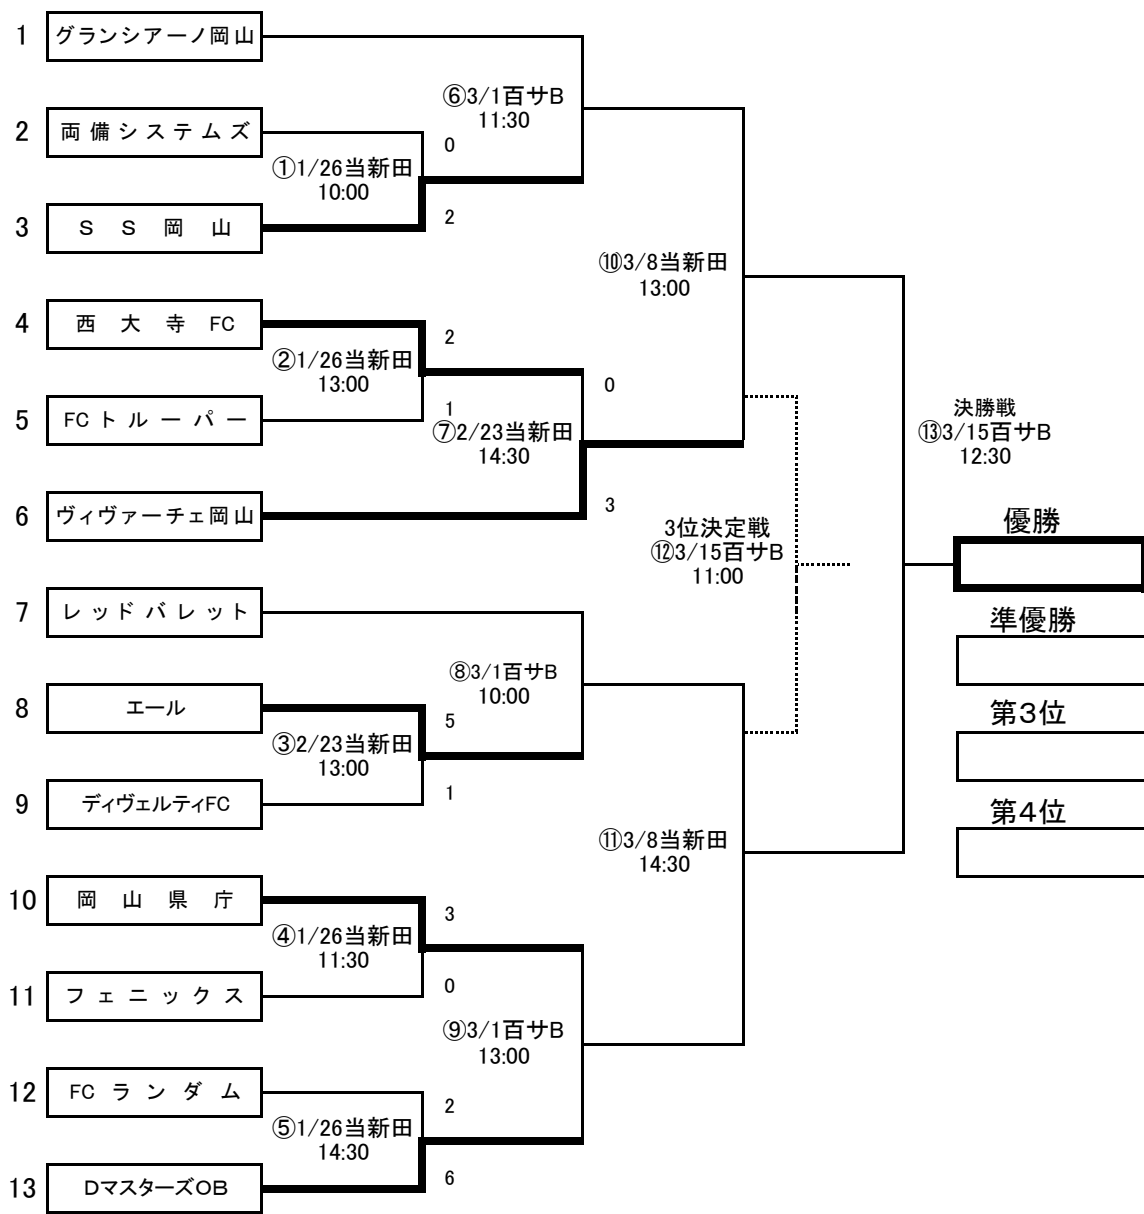 1 グランシアーノ岡山
⑥3/1百サB
11:30
2 両備システムズ
0
①1/26当新田
10:00
3 ＳＳ岡山
2
⑩3/8当新田
13:00
4 西大寺FC
2
②1/26当新田
13:00
0
5 FCトルーパー
1
⑦2/23当新田
14:30
決勝戦
⑬3/15百サB
12:30
6 ヴィヴァーチェ岡山
3
3位決定戦
⑫3/15百サB
11:00
優勝
7 レッドバレット
準優勝
⑧3/1百サB
10:00
8 エール
5
第３位
③2/23当新田
13:00
9 ディヴェルティFC
1
第４位
⑪3/8当新田
14:30
10 岡山県庁
3
④1/26当新田
11:30
11 フェニックス
0
⑨3/1百サB
13:00
12 FCランダム
2
⑤1/26当新田
14:30
13 DマスターズOB
6